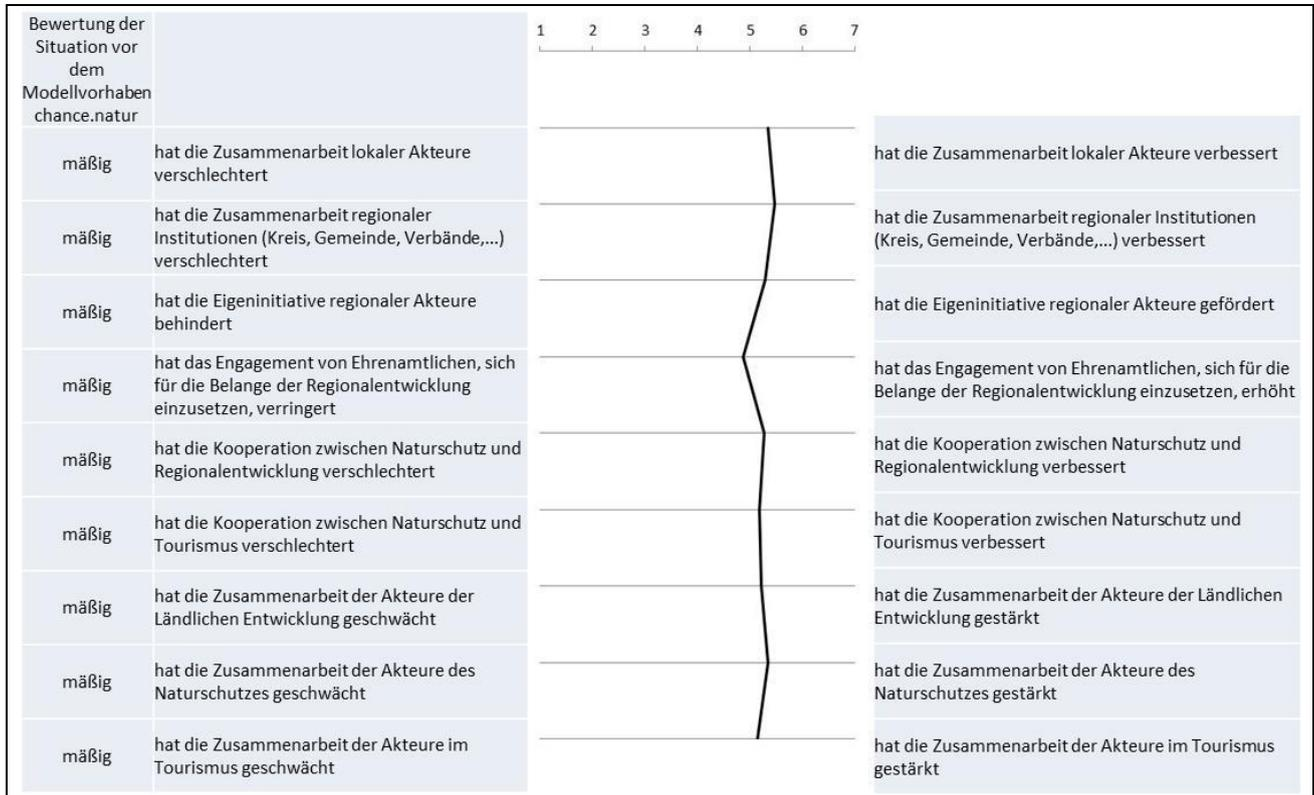 Bewertung der
Situation vor
dem
Modellvorhaben
chance.natur
1 2 3 4 5 6 7
mäßig
hat die Zusammenarbeit lokaler Akteure
verschlechtert
hat die Zusammenarbeit lokaler Akteure verbessert
mäßig
hat die Zusammenarbeit regionaler
Institutionen (Kreis, Gemeinde, Verbände,...)
verschlechtert
hat die Zusammenarbeit regionaler Institutionen
(Kreis, Gemeinde, Verbände,...) verbessert
mäßig
hat die Eigeninitiative regionaler Akteure
behindert
hat die Eigeninitiative regionaler Akteure gefördert
mäßig
hat das Engagement von Ehrenamtlichen, sich
für die Belange der Regionalentwicklung
einzusetzen, verringert
hat das Engagement von Ehrenamtlichen, sich für die
Belange der Regionalentwicklung einzusetzen, erhöht
mäßig
hat die Kooperation zwischen Naturschutz und
Regionalentwicklung verschlechtert
hat die Kooperation zwischen Naturschutz und
Regionalentwicklung verbessert
mäßig
hat die Kooperation zwischen Naturschutz und
Tourismus verschlechtert
hat die Kooperation zwischen Naturschutz und
Tourismus verbessert
mäßig
hat die Zusammenarbeit der Akteure der
Ländlichen Entwicklung geschwächt
hat die Zusammenarbeit der Akteure der Ländlichen
Entwicklung gestärkt
mäßig
hat die Zusammenarbeit der Akteure des
Naturschutzes geschwächt
hat die Zusammenarbeit der Akteure des
Naturschutzes gestärkt
mäßig
hat die Zusammenarbeit der Akteure im
Tourismus geschwächt
hat die Zusammenarbeit der Akteure im Tourismus
gestärkt